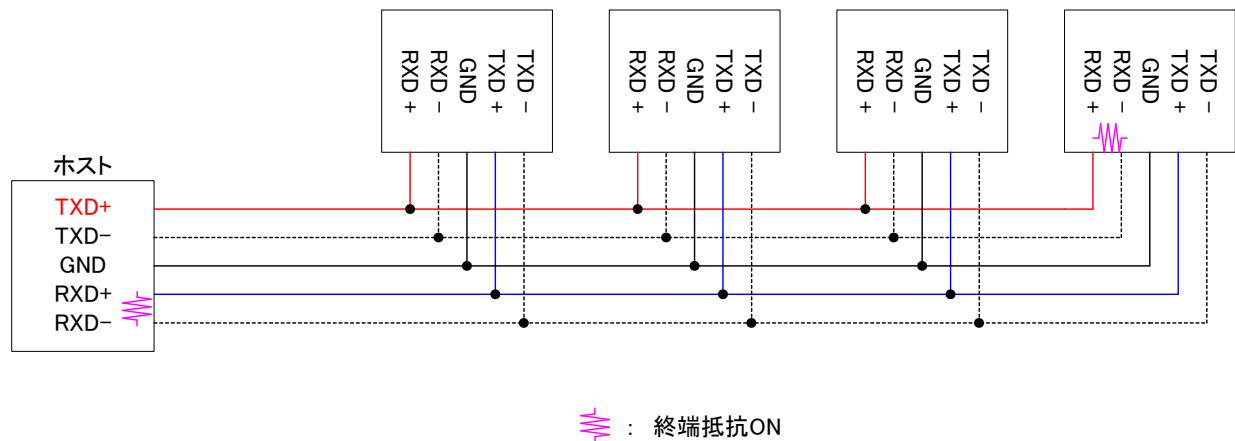 RXD +
RXD -
GND
TXD +
TXD -
RXD +
RXD -
GND
TXD +
TXD -
RXD +
RXD -
GND
TXD +
TXD -
RXD +
RXD -
GND
TXD +
TXD -
ホスト
TXD+
TXD-
GND
RXD+
RXD-
： 終端抵抗ON